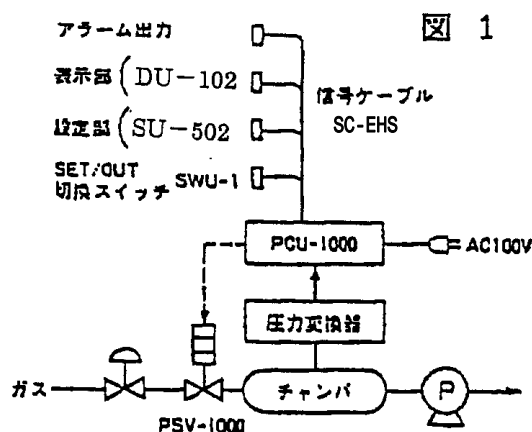 図 1
アラーム出力
表示部 ( DU-102
設定部 ( SU-502
SET/OUT
切換スイッチ SWU-1
信号ケーブル
SC-EHS
PCU-1000
AC100V
圧力変換器
ガス
チャンバ
P
PSV-1000